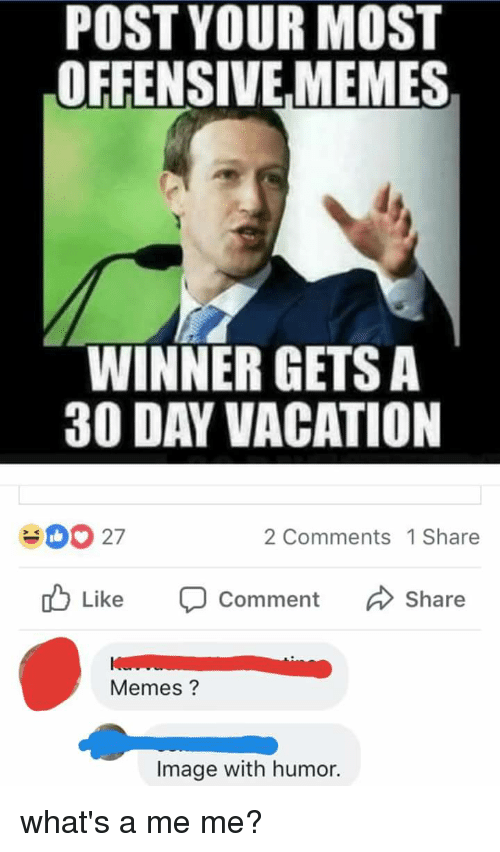 POST YOUR MOST
OFFENSIVE MEMES
WINNER GETS A
30 DAY VACATION
27 2 Comments 1 Share
Like Comment Share
Memes ?
Image with humor.
what's a me me?